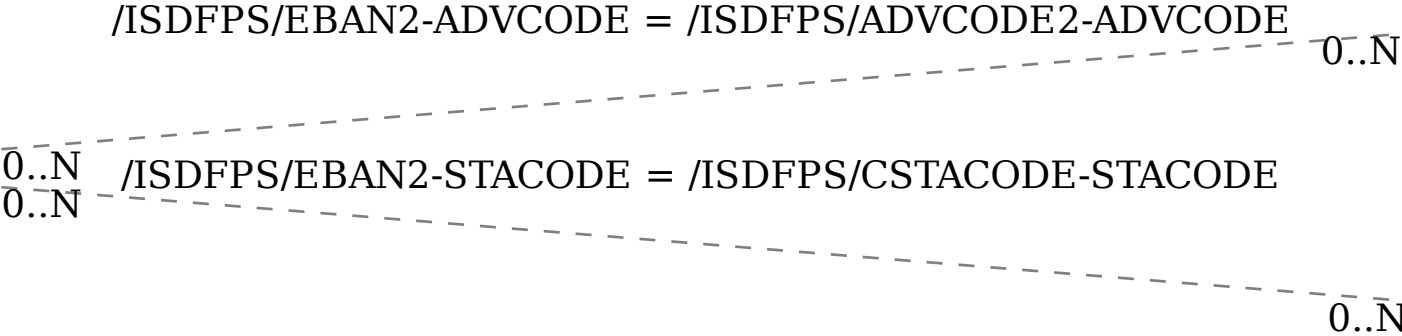 /ISDFPS/EBAN2-ADVCODE = /ISDFPS/ADVCODE2-ADVCODE
0..N
0..N
/ISDFPS/EBAN2-STACODE = /ISDFPS/CSTACODE-STACODE
0..N
0..N